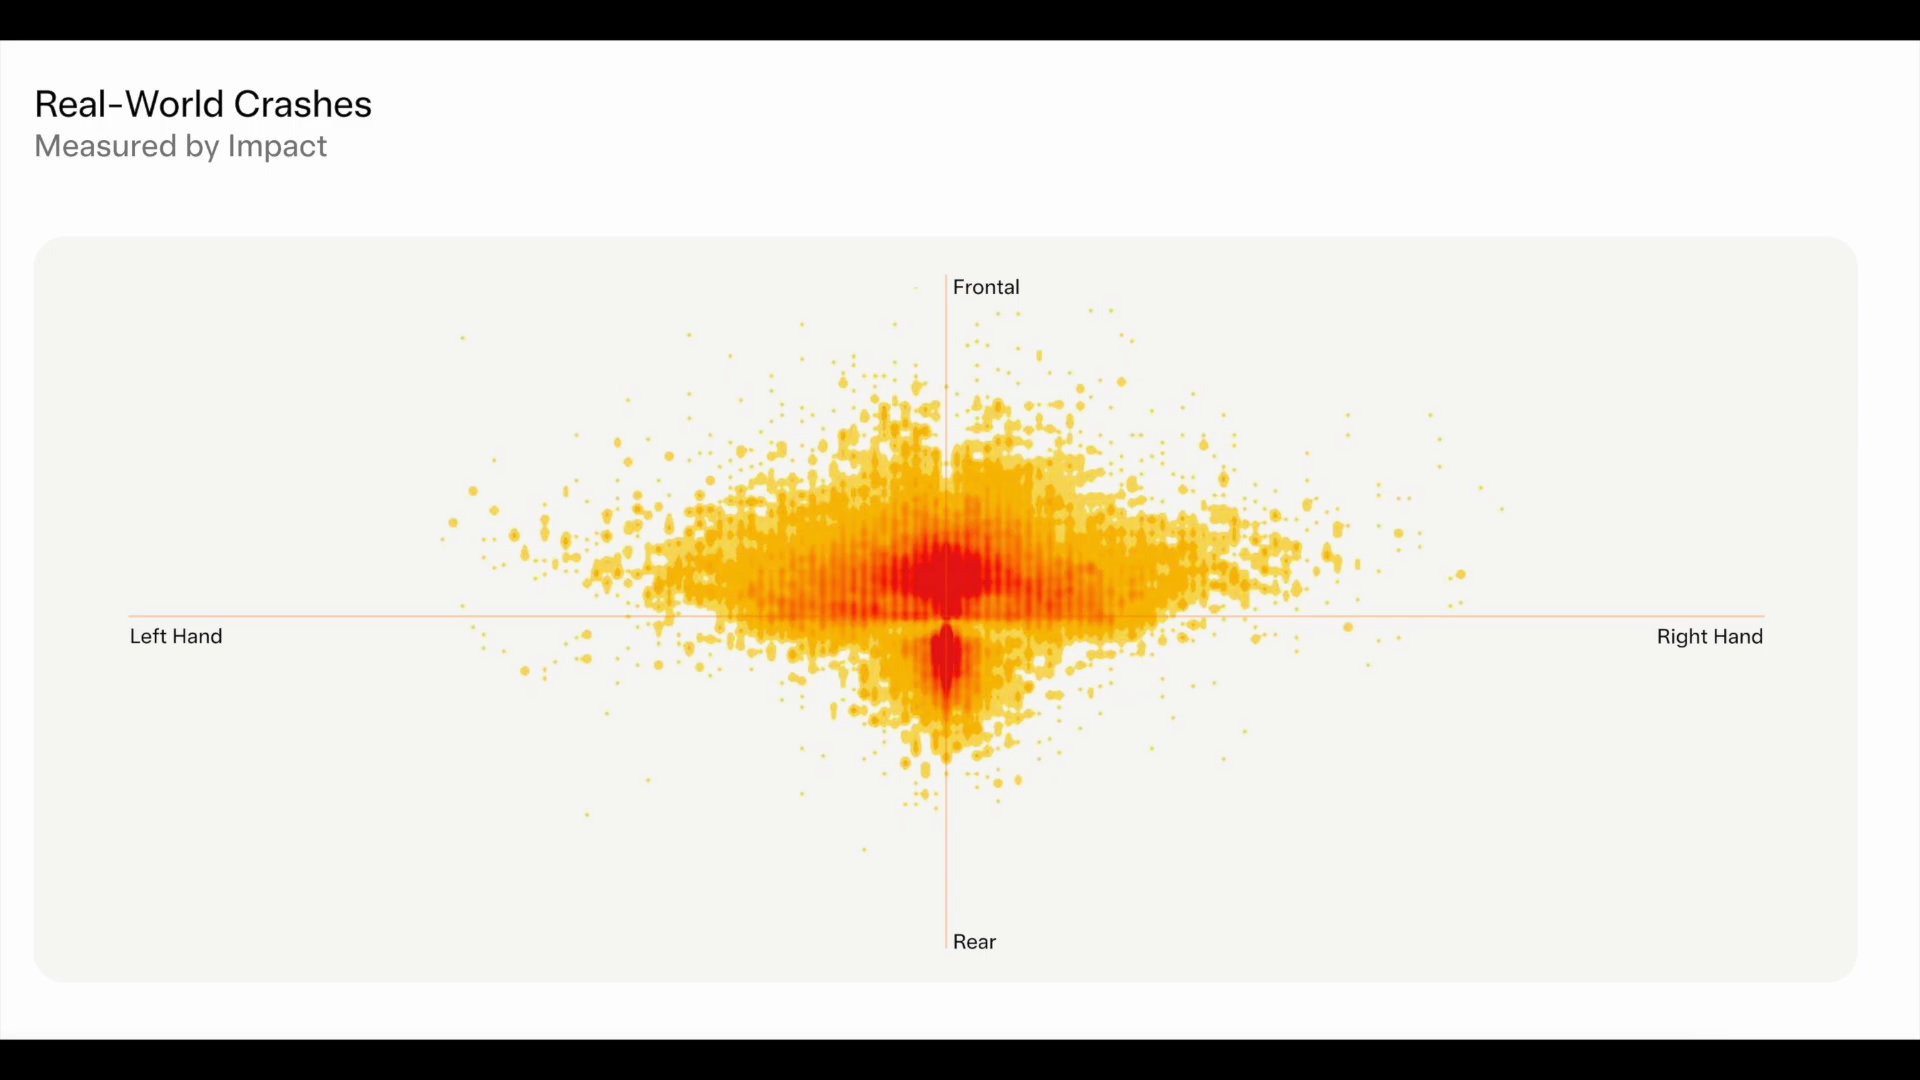 Real-World Crashes
Measured by Impact
Frontal
Left Hand
Right Hand
Rear